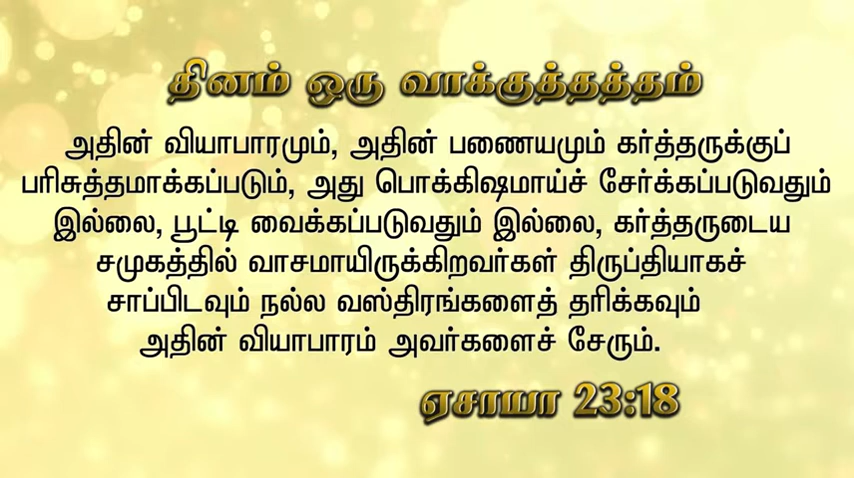 தினம் ஒரு வாக்குத்தத்தம்
அதின் வியாபாரமும், அதின் பணையமும் கர்த்தருக்குப்
பரிசுத்தமாக்கப்படும், அது பொக்கிஷமாய்ச் சேர்க்கப்படுவதும்
இல்லை, பூட்டி வைக்கப்படுவதும் இல்லை, கர்த்தருடைய
சமுகத்தில் வாசமாயிருக்கிறவர்கள் திருப்தியாகச்
சாப்பிடவும் நல்ல வஸ்திரங்களைத் தரிக்கவும்
அதின் வியாபாரம் அவர்களைச் சேரும்.
ஏசாயா 23:18